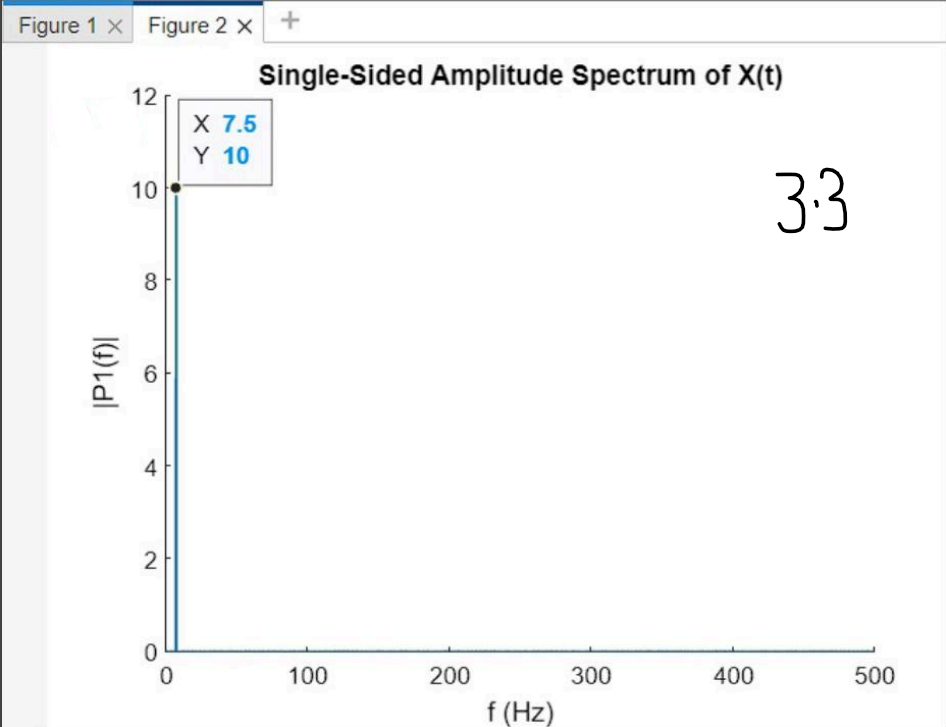 Figure 1 × Figure 2 × +
Single-Sided Amplitude Spectrum of X(t)
12
X 7.5
Y 10
10
3.3
8
|P1(f)|
6
4
2
0
0 100 200 300 400 500
f (Hz)